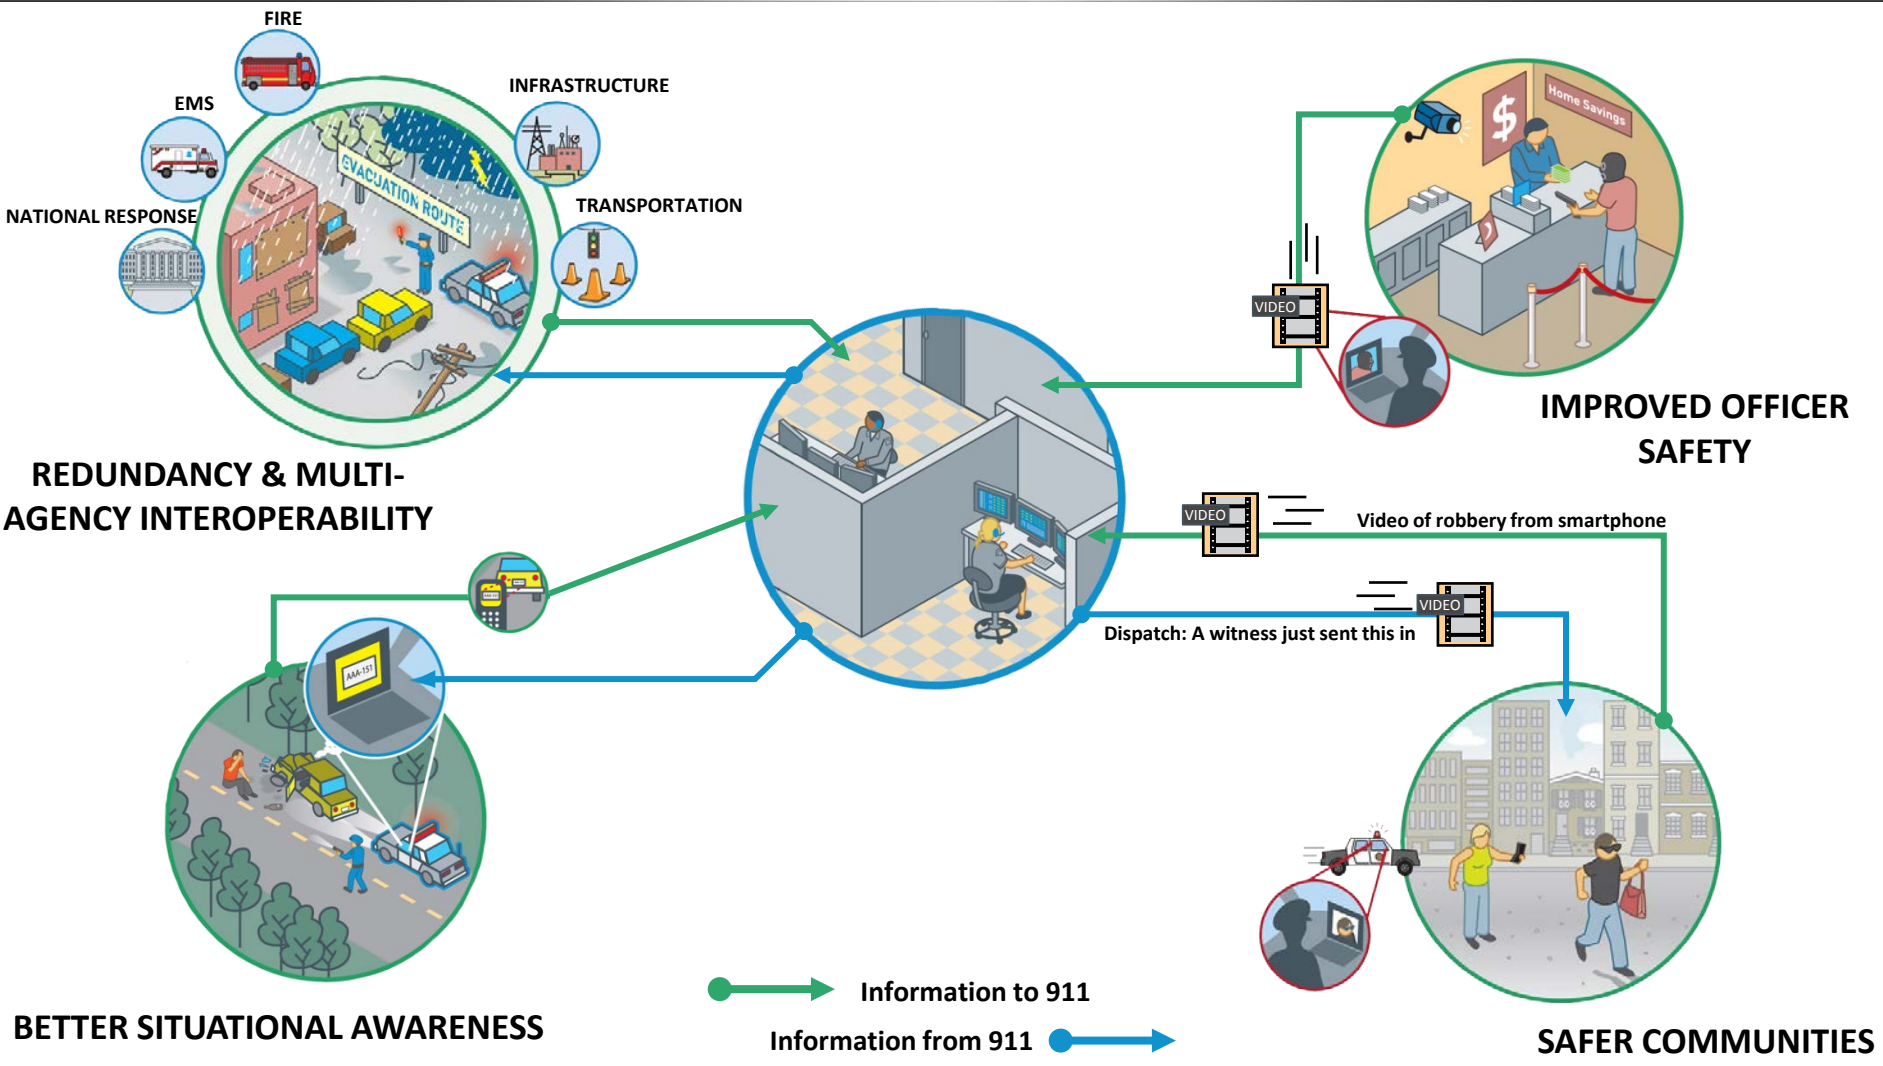 FIRE
EMS
INFRASTRUCTURE
NATIONAL RESPONSE
TRANSPORTATION
EVACUATION ROUTE
REDUNDANCY & MULTI-
AGENCY INTEROPERABILITY
$
Home Savings
VIDEO
IMPROVED OFFICER
SAFETY
VIDEO
Video of robbery from smartphone
VIDEO
Dispatch: A witness just sent this in
AAA-151
BETTER SITUATIONAL AWARENESS
Information to 911
Information from 911
SAFER COMMUNITIES